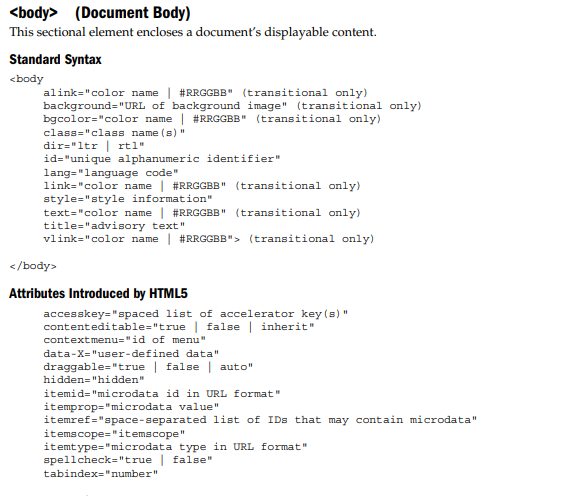 <body> (Document Body)
This sectional element encloses a document’s displayable content.
Standard Syntax
<body
alink="color name | #RRGGBB" (transitional only)
background="URL of background image" (transitional only)
bgcolor="color name | #RRGGBB" (transitional only)
class="class name(s)"
dir="ltr | rtl"
id="unique alphanumeric identifier"
lang="language code"
link="color name | #RRGGBB" (transitional only)
style="style information"
text="color name | #RRGGBB" (transitional only)
title="advisory text"
vlink="color name | #RRGGBB"> (transitional only)
</body>
Attributes Introduced by HTML5
accesskey="spaced list of accelerator key(s)"
contenteditable="true | false | inherit"
contextmenu="id of menu"
data-X="user-defined data"
draggable="true | false | auto"
hidden="hidden"
itemid="microdata id in URL format"
itemprop="microdata value"
itemref="space-separated list of IDs that may contain microdata"
itemscope="itemscope"
itemtype="microdata type in URL format"
spellcheck="true | false"
tabindex="number"